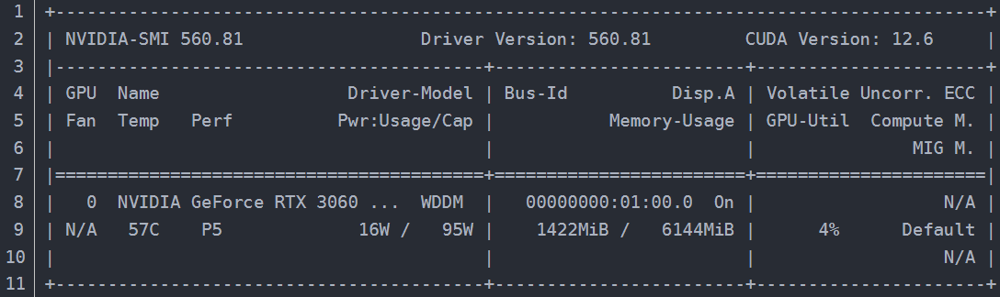 1 +-----------------------------------------------------------------------------------------+
2 | NVIDIA-SMI 560.81                 Driver Version: 560.81         CUDA Version: 12.6     |
3 |-----------------------------------------+------------------------+----------------------+
4 | GPU  Name                  Driver-Model | Bus-Id          Disp.A | Volatile Uncorr. ECC |
5 | Fan  Temp   Perf          Pwr:Usage/Cap |           Memory-Usage | GPU-Util  Compute M. |
6 |                                         |                        |               MIG M. |
7 |=========================================+========================+======================|
8 |   0  NVIDIA GeForce RTX 3060 ...  WDDM  |   00000000:01:00.0  On |                  N/A |
9 | N/A   57C    P5             16W /   95W |    1422MiB /   6144MiB |      4%      Default |
10 |                                         |                        |                  N/A |
11 +-----------------------------------------+------------------------+----------------------+